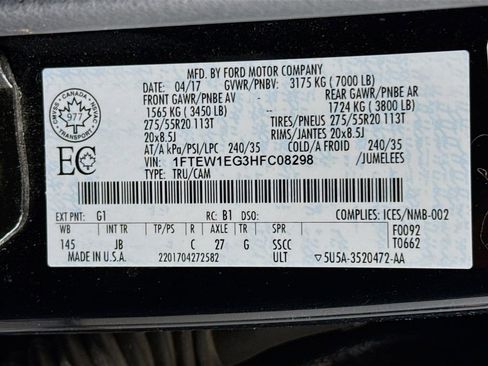 MFD. BY FORD MOTOR COMPANY
DATE: 04/17 GVWR/PNBV: 3175 KG ( 7000 LB)
FRONT GAWR/PNBE AV - REAR GAWR/PNBE AR
1565 KG ( 3450 LB) - 1724 KG ( 3800 LB)
275/55R20 113T TIRES/PNEUS 275/55R20 113T
20x8.5J RIMS/JANTES 20x8.5J
AT/A kPa/PSI/LPC 240/35 COLD/A FROID 240/35
VIN: 1FTEW1EG3HFC08298 /JUMELEES
TYPE: TRU/CAM
CANADA
977
TRANSPORT
EC
EXT PNT: G1 RC: B1 DSO: COMPLIES: ICES/NMB-002
WB INT TR TP/PS R AXLE TR SPR F0092
145 JB C 27 G SSCC T0662
MADE IN U.S.A. 2201704272582 ULT 5U5A-3520472-AA